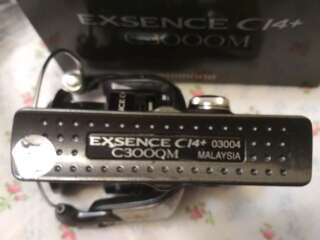 EXSENCE CI4+
C3000M
EXSENCE CI4+ 03004
C3000M MALAYSIA